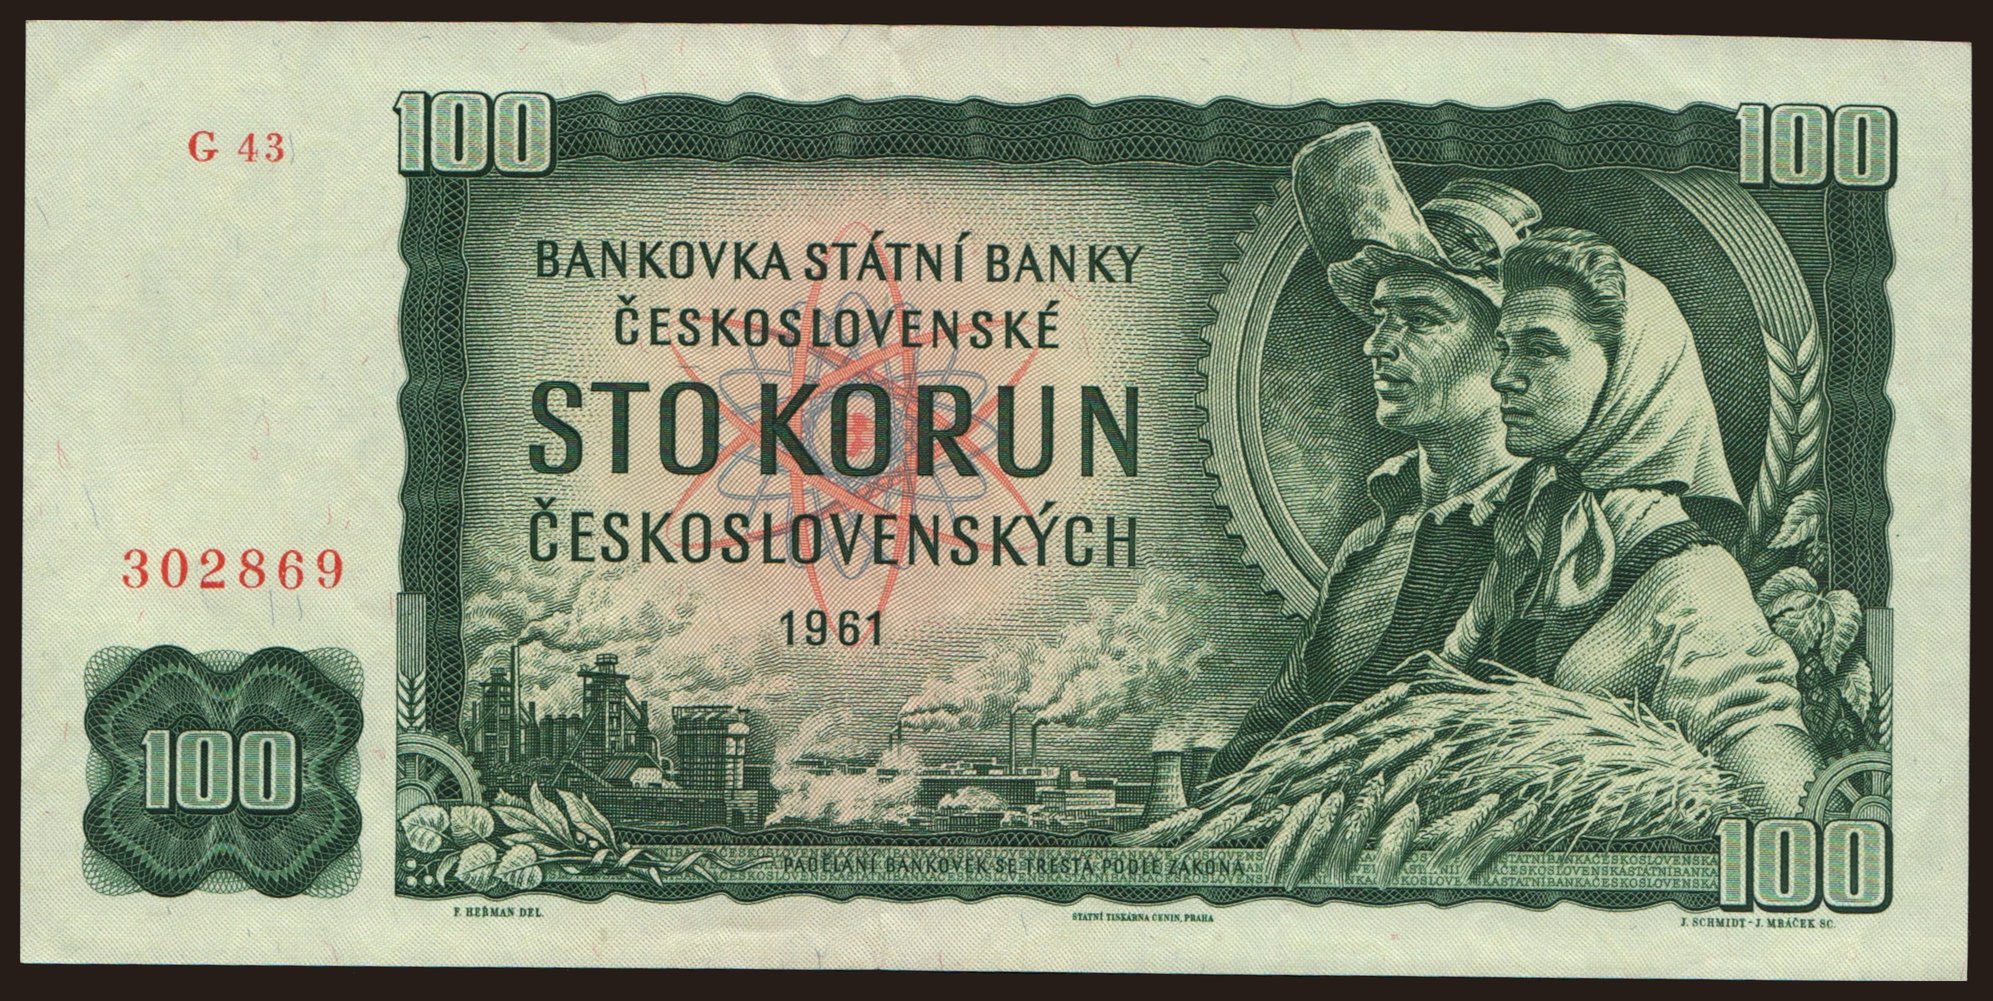 100
100
G 43
BANKOVKA STÁTNÍ BANKY
ČESKOSLOVENSKÉ
STO KORUN
ČESKOSLOVENSKÝCH
302869
1961
100
PADĚLÁNÍ BANKOVEK SE TRESTÁ PODLE ZÁKONA
100
F. HEŘMAN DEL.
STÁTNÍ TISKÁRNA CENIN, PRAHA
J. SCHMIDT - J. MRÁČEK SC.